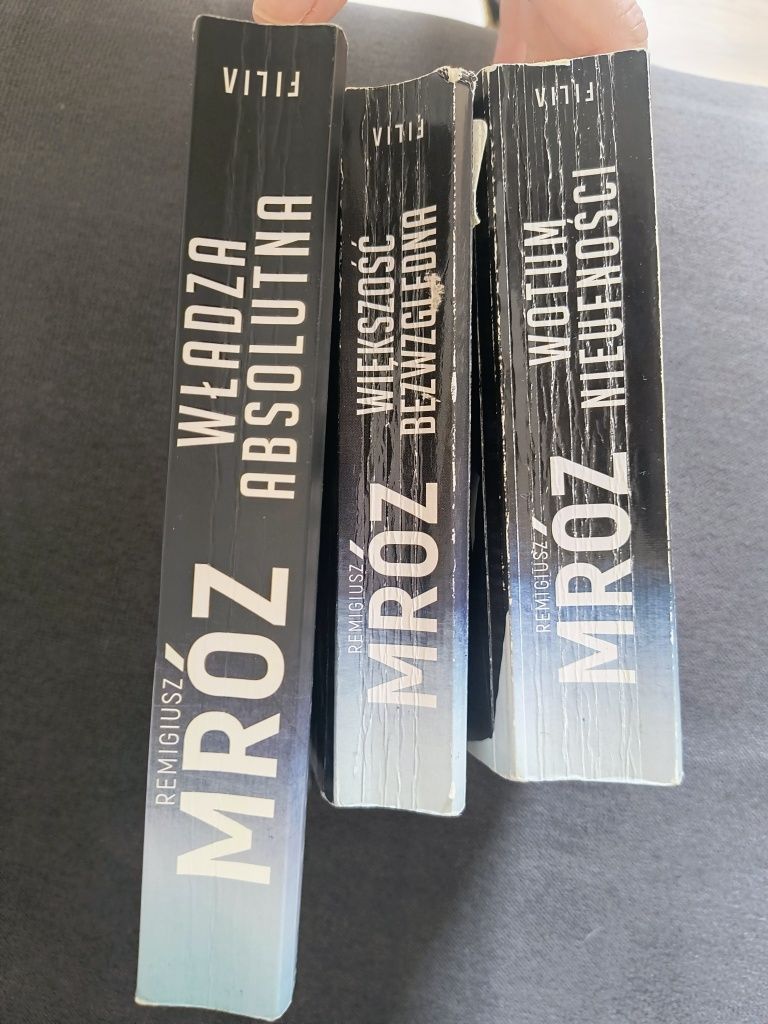 REMIGIUSZ
MRÓZ
WŁADZA
ABSOLUTNA
FILIA
REMIGIUSZ
MRÓZ
WIĘKSZOŚĆ
BEZWZGLĘDNA
FILIA
REMIGIUSZ
MRÓZ
WOTUM
NIEUFNOŚCI
FILIA